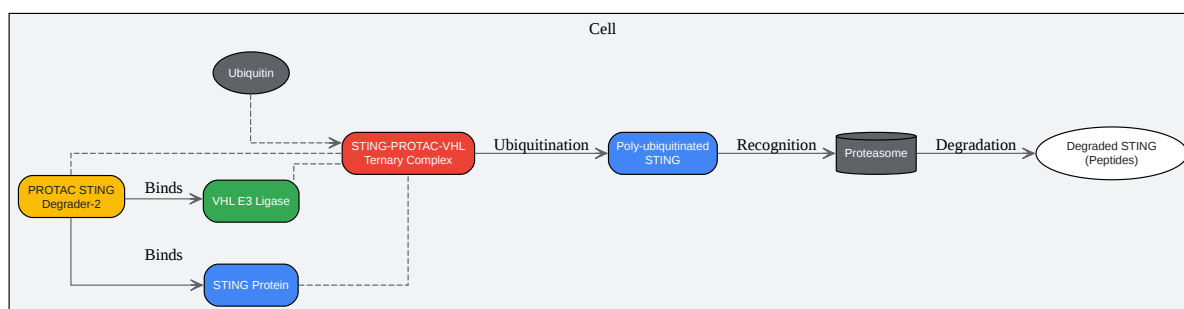 Cell
Ubiquitin
STING-PROTAC-VHL
Ternary Complex
Ubiquitination
Poly-ubiquitinated
STING
Recognition
Proteasome
Degradation
Degraded STING
(Peptides)
PROTAC STING
Degrader-2
Binds
VHL E3 Ligase
Binds
STING Protein